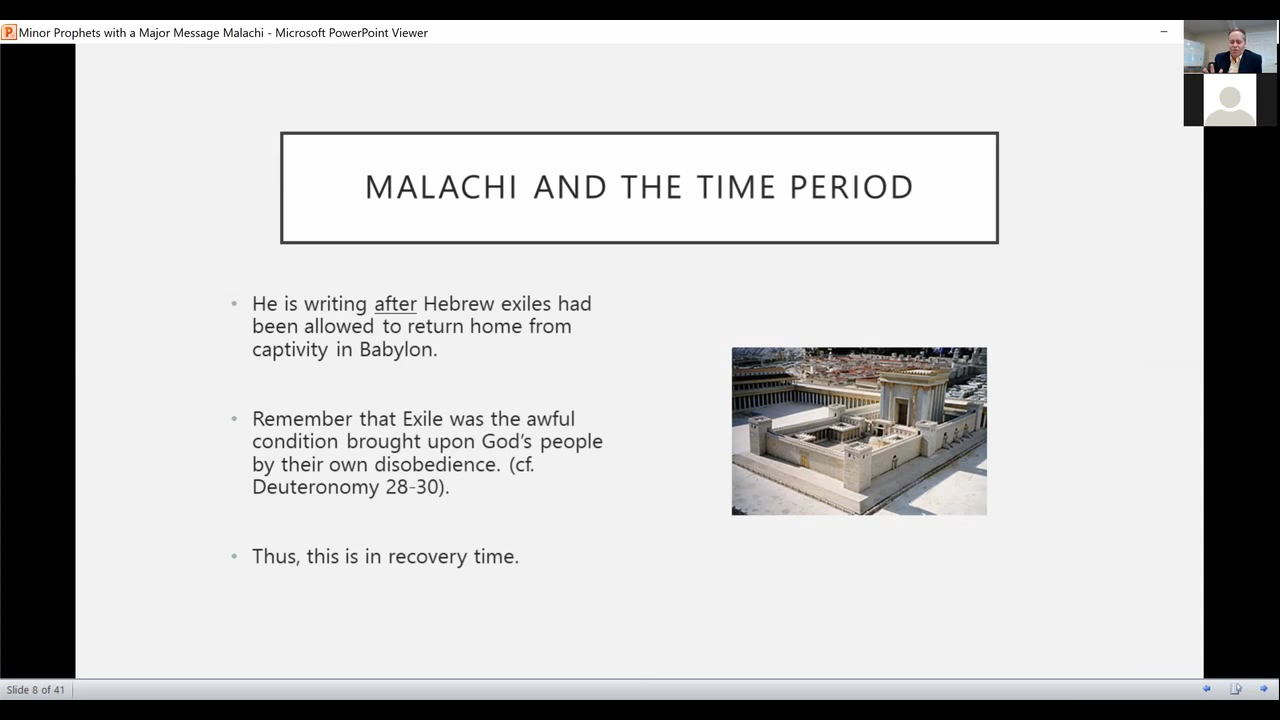 Minor Prophets with a Major Message Malachi - Microsoft PowerPoint Viewer
MALACHI AND THE TIME PERIOD
• He is writing after Hebrew exiles had
been allowed to return home from
captivity in Babylon.
• Remember that Exile was the awful
condition brought upon God’s people
by their own disobedience. (cf.
Deuteronomy 28-30).
• Thus, this is in recovery time.
Slide 8 of 41